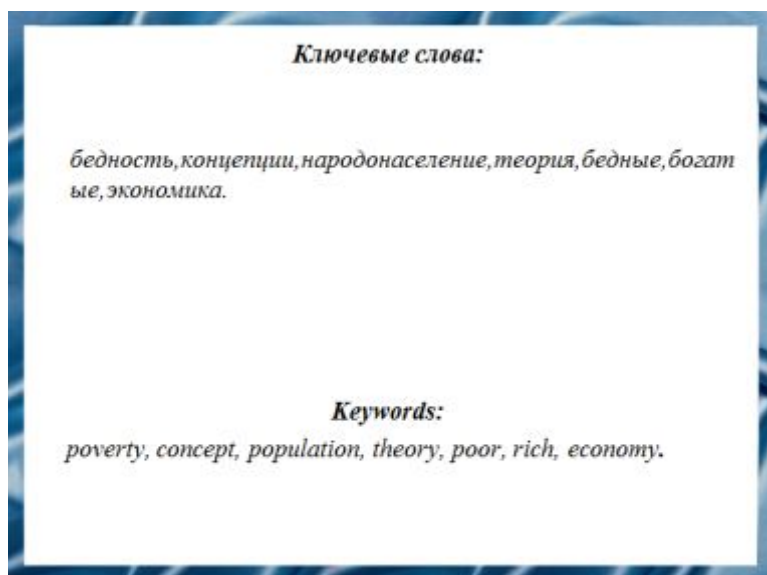 Ключевые слова:
бедность,концепции,народонаселение,теория,бедные,богат
ые,экономика.
Keywords:
poverty, concept, population, theory, poor, rich, economy.